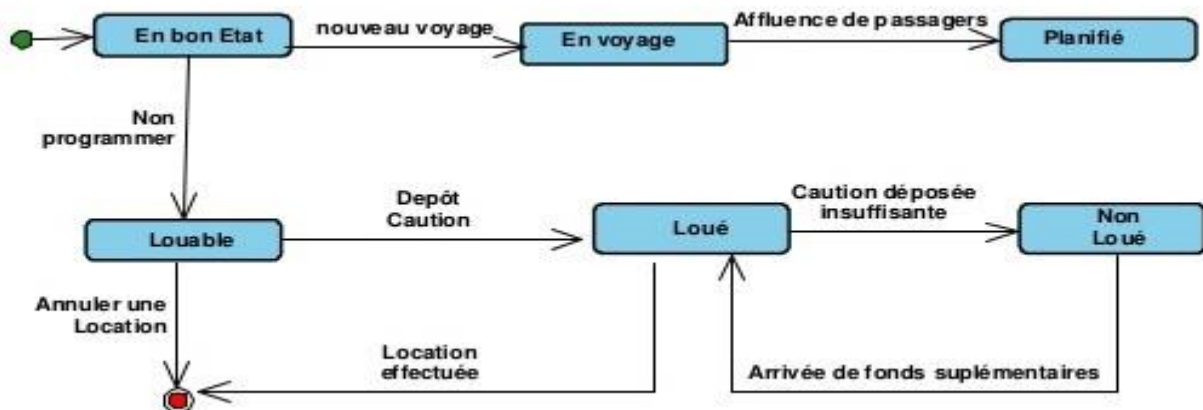 En bon Etat
nouveau voyage
En voyage
Affluence de passagers
Planifié
Non
programmer
Louable
Depôt
Caution
Loué
Caution déposée
insuffisante
Non
Loué
Annuler une
Location
Location
effectuée
Arrivée de fonds suplémentaires